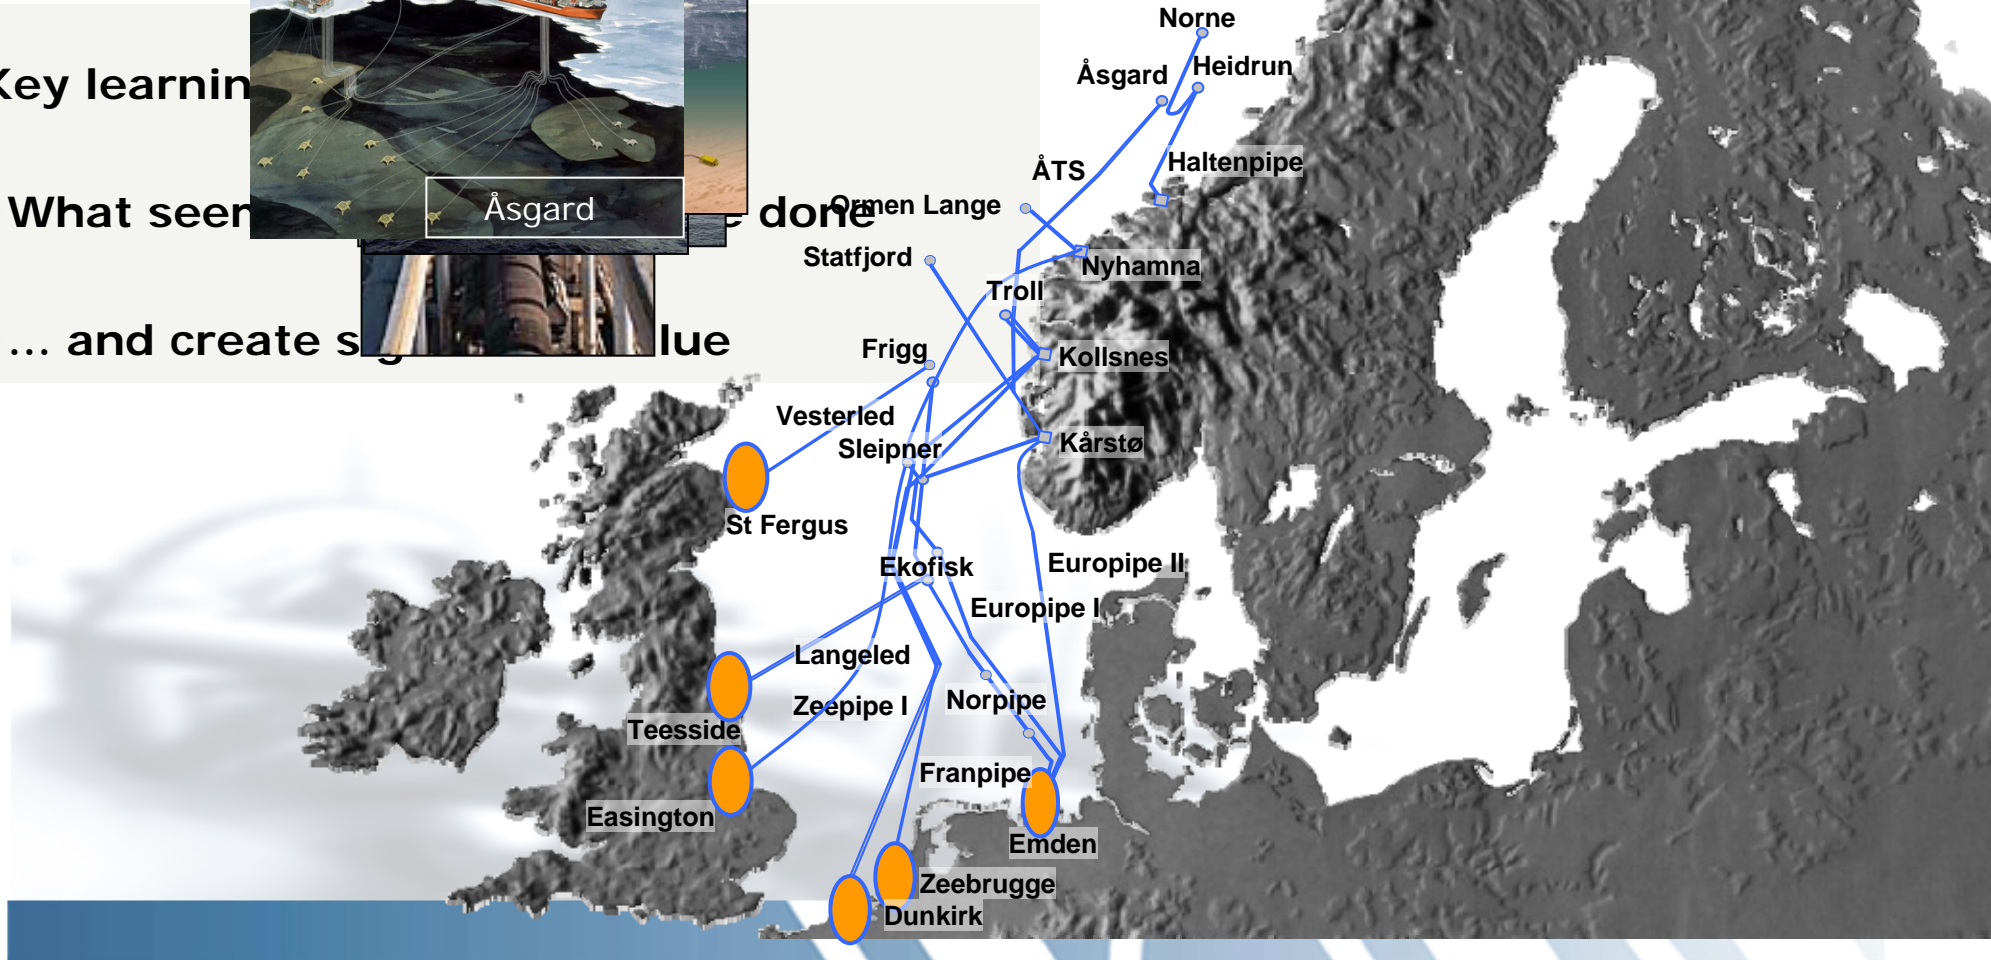 Key learnin
What seen
e done
... and create sig
lue
Åsgard
Norne
Åsgard
Heidrun
ÅTS
Haltenpipe
Ormen Lange
Statfjord
Nyhamna
Troll
Frigg
Kollsnes
Vesterled
Sleipner
Kårstø
St Fergus
Ekofisk
Europipe II
Europipe I
Langeled
Zeepipe I
Norpipe
Teesside
Franpipe
Easington
Emden
Zeebrugge
Dunkirk